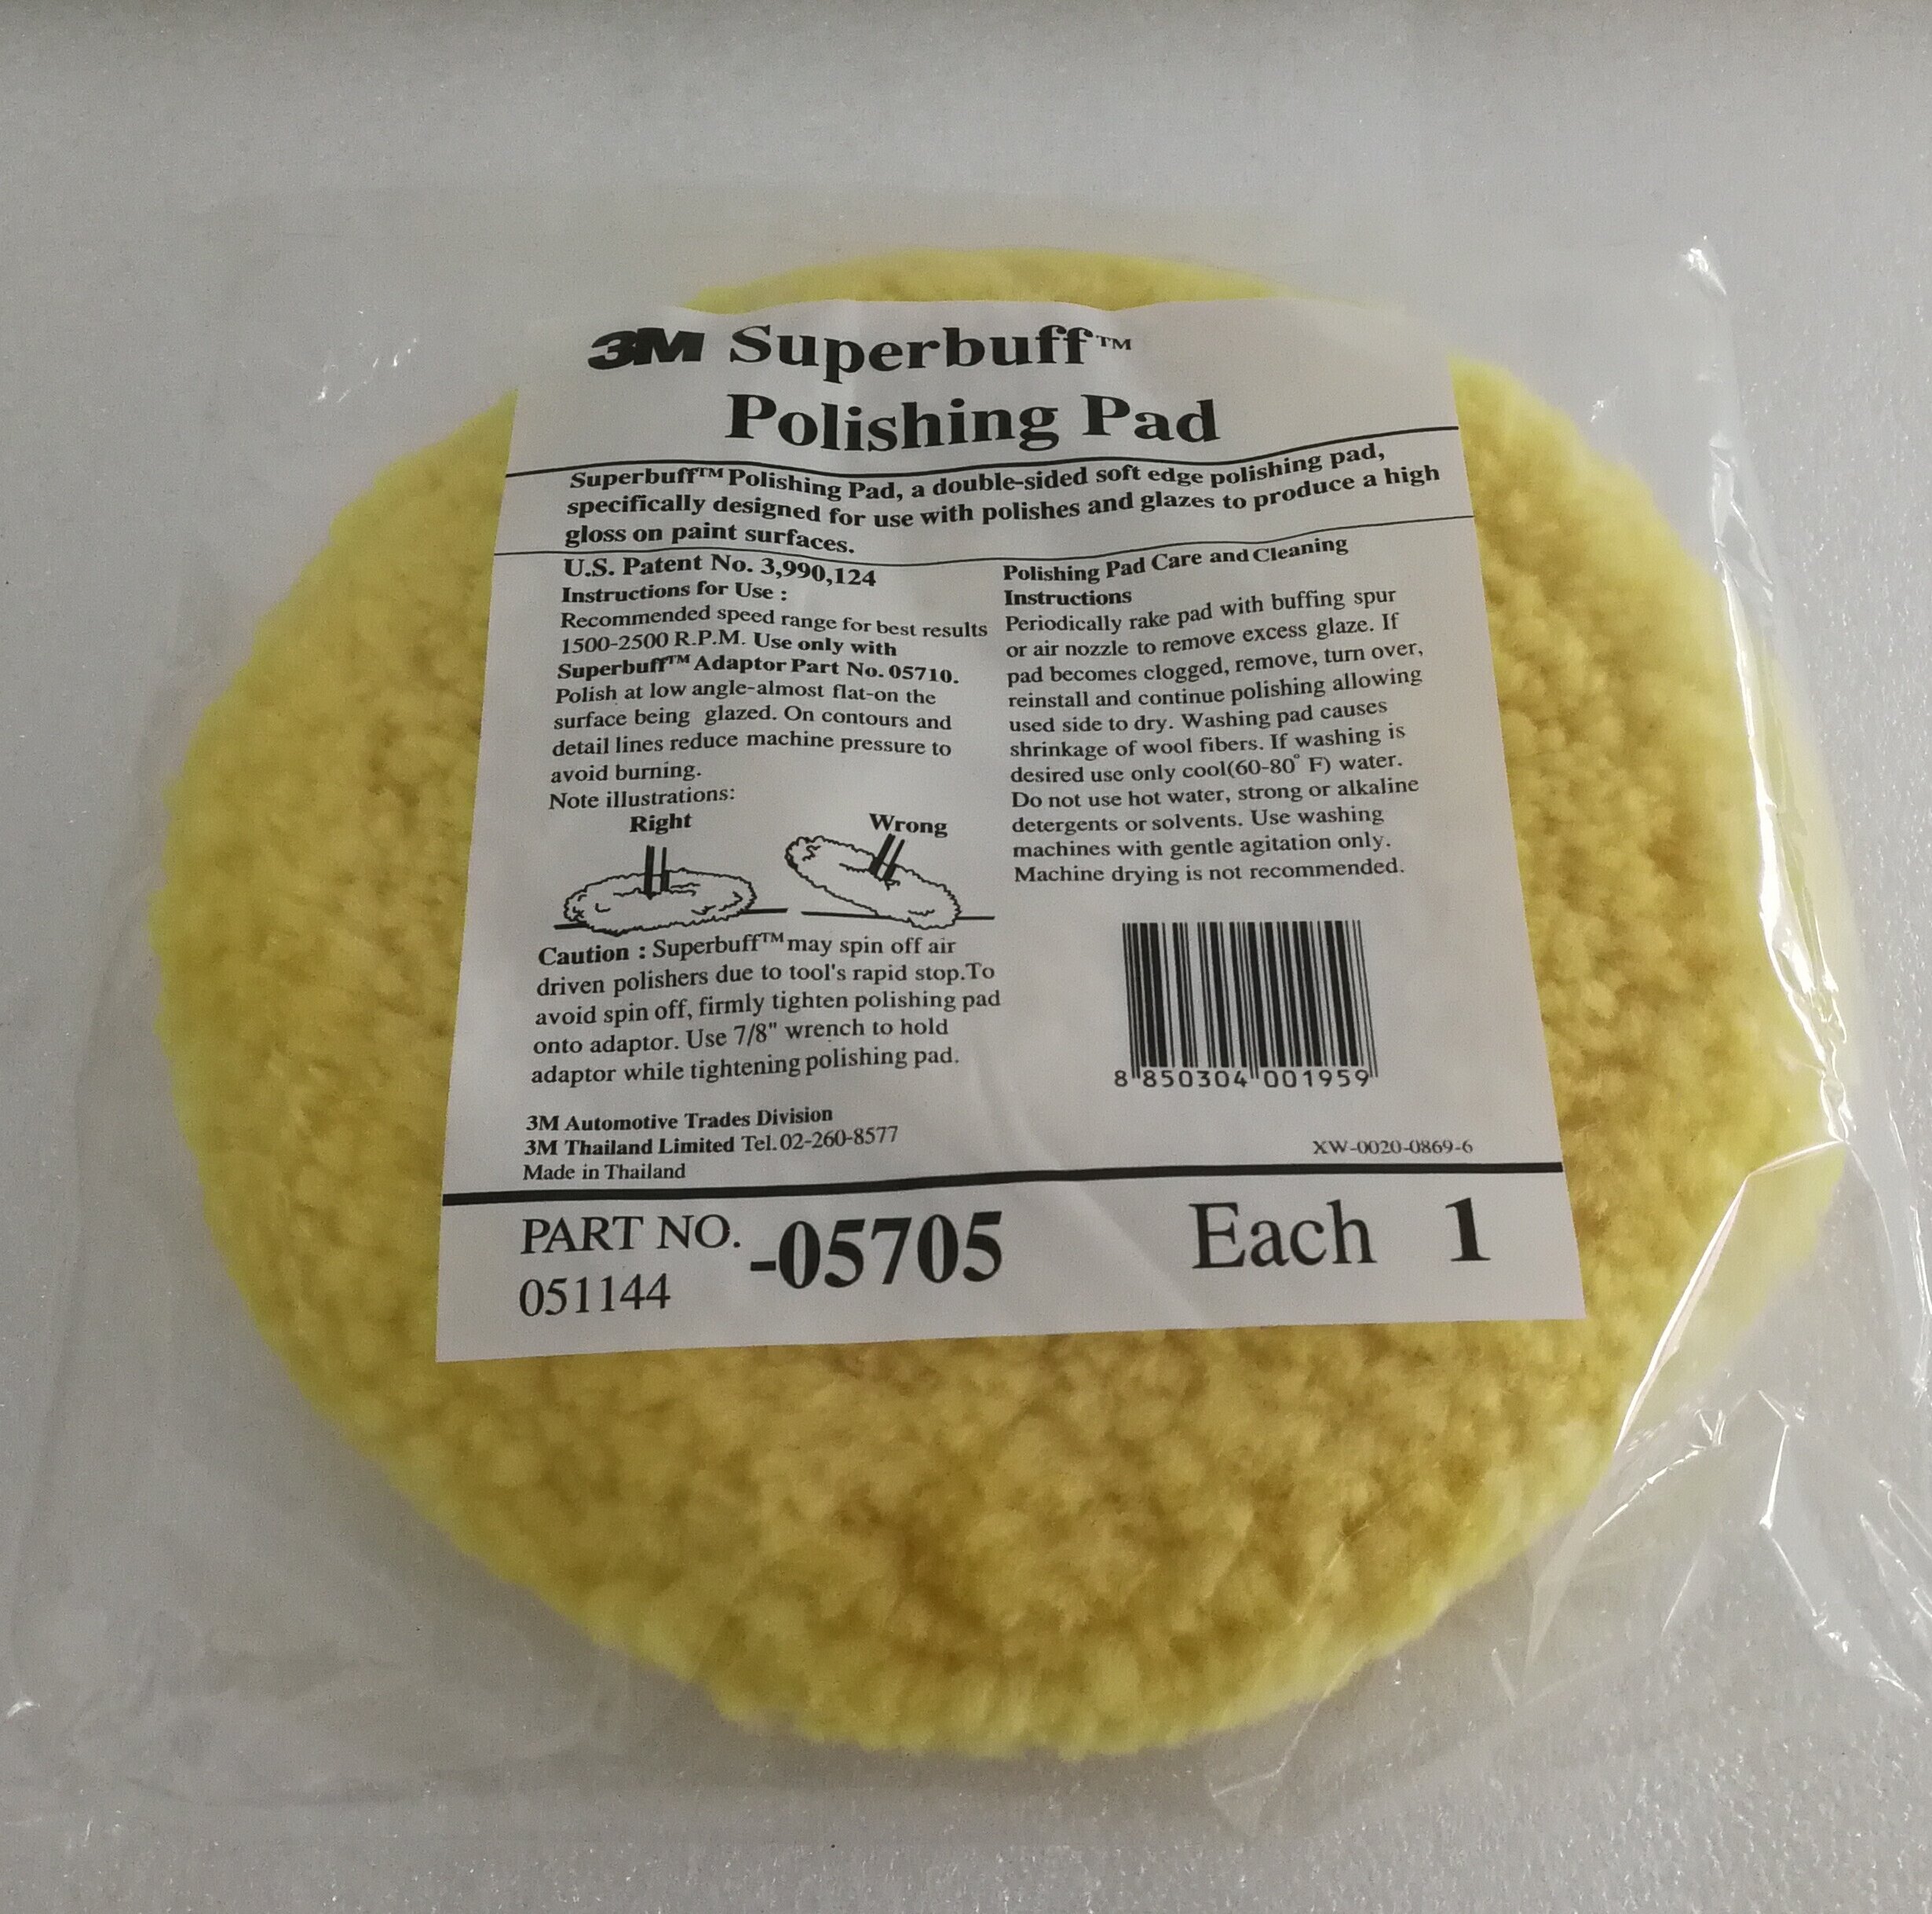 3M Superbuff™
Polishing Pad
Superbuff™ Polishing Pad, a double-sided soft edge polishing pad,
specifically designed for use with polishes and glazes to produce a high
gloss on paint surfaces.
U.S. Patent No. 3,990,124
Instructions for Use :
Recommended speed range for best results
1500-2500 R.P.M. Use only with
Superbuff™ Adaptor Part No. 05710.
Polish at low angle-almost flat-on the
surface being glazed. On contours and
detail lines reduce machine pressure to
avoid burning.
Note illustrations:
Right Wrong
Caution : Superbuff™ may spin off air
driven polishers due to tool's rapid stop.To
avoid spin off, firmly tighten polishing pad
onto adaptor. Use 7/8" wrench to hold
adaptor while tightening polishing pad.
3M Automotive Trades Division
3M Thailand Limited Tel. 02-260-8577
Made in Thailand
Polishing Pad Care and Cleaning
Instructions
Periodically rake pad with buffing spur
or air nozzle to remove excess glaze. If
pad becomes clogged, remove, turn over,
reinstall and continue polishing allowing
used side to dry. Washing pad causes
shrinkage of wool fibers. If washing is
desired use only cool(60-80° F) water.
Do not use hot water, strong or alkaline
detergents or solvents. Use washing
machines with gentle agitation only.
Machine drying is not recommended.
8 850304 001959
XW-0020-0869-6
PART NO. -05705 Each 1
051144